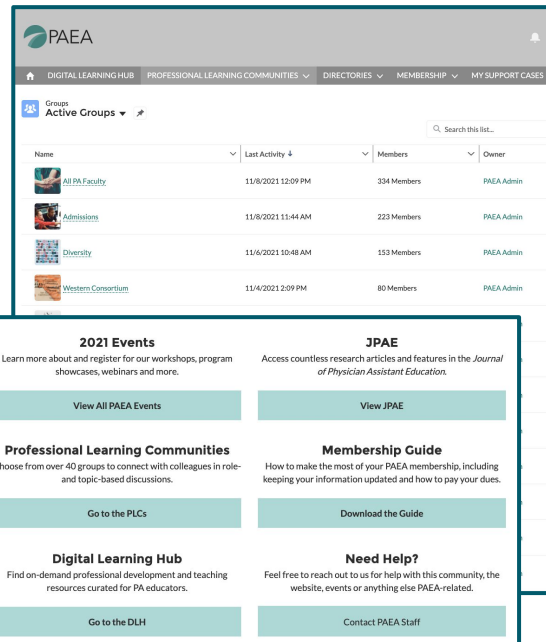 PAEA
DIGITAL LEARNING HUB PROFESSIONAL LEARNING COMMUNITIES DIRECTORIES MEMBERSHIP MY SUPPORT CASES
Groups
Active Groups
Search this list...
Name Last Activity ↓ Members Owner
All PA Faculty 11/8/2021 12:09 PM 334 Members PAEA Admin
Admissions 11/8/2021 11:44 AM 223 Members PAEA Admin
Diversity 11/6/2021 10:48 AM 153 Members PAEA Admin
Western Consortium 11/4/2021 2:09 PM 80 Members PAEA Admin
2021 Events
Learn more about and register for our workshops, program
showcases, webinars and more.
View All PAEA Events
JPAE
Access countless research articles and features in the Journal
of Physician Assistant Education.
View JPAE
Professional Learning Communities
hoose from over 40 groups to connect with colleagues in role-
and topic-based discussions.
Go to the PLCs
Membership Guide
How to make the most of your PAEA membership, including
keeping your information updated and how to pay your dues.
Download the Guide
Digital Learning Hub
Find on-demand professional development and teaching
resources curated for PA educators.
Go to the DLH
Need Help?
Feel free to reach out to us for help with this community, the
website, events or anything else PAEA-related.
Contact PAEA Staff